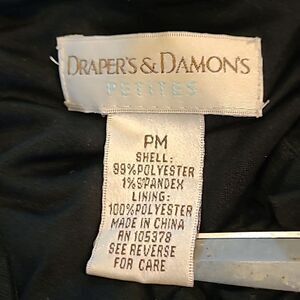 DRAPER'S & DAMON'S
PETITES
PM
SHELL:
99%POLYESTER
1%SPANDEX
LINING:
100%POLYESTER
MADE IN CHINA
RN 105378
SEE REVERSE
FOR CARE